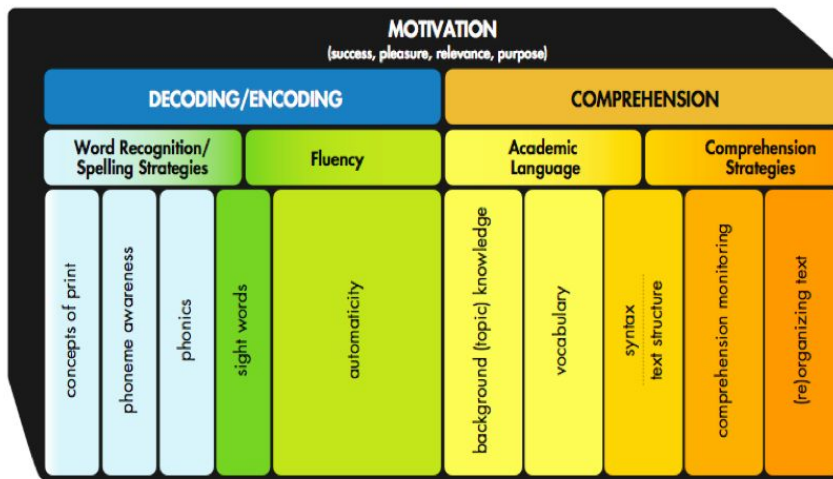 MOTIVATION
(success, pleasure, relevance, purpose)
DECODING/ENCODING
COMPREHENSION
Word Recognition/
Spelling Strategies
Fluency
Academic
Language
Comprehension
Strategies
concepts of print
phoneme awareness
phonics
sight words
automaticity
background (topic) knowledge
vocabulary
syntax
text structure
comprehension monitoring
(re)organizing text